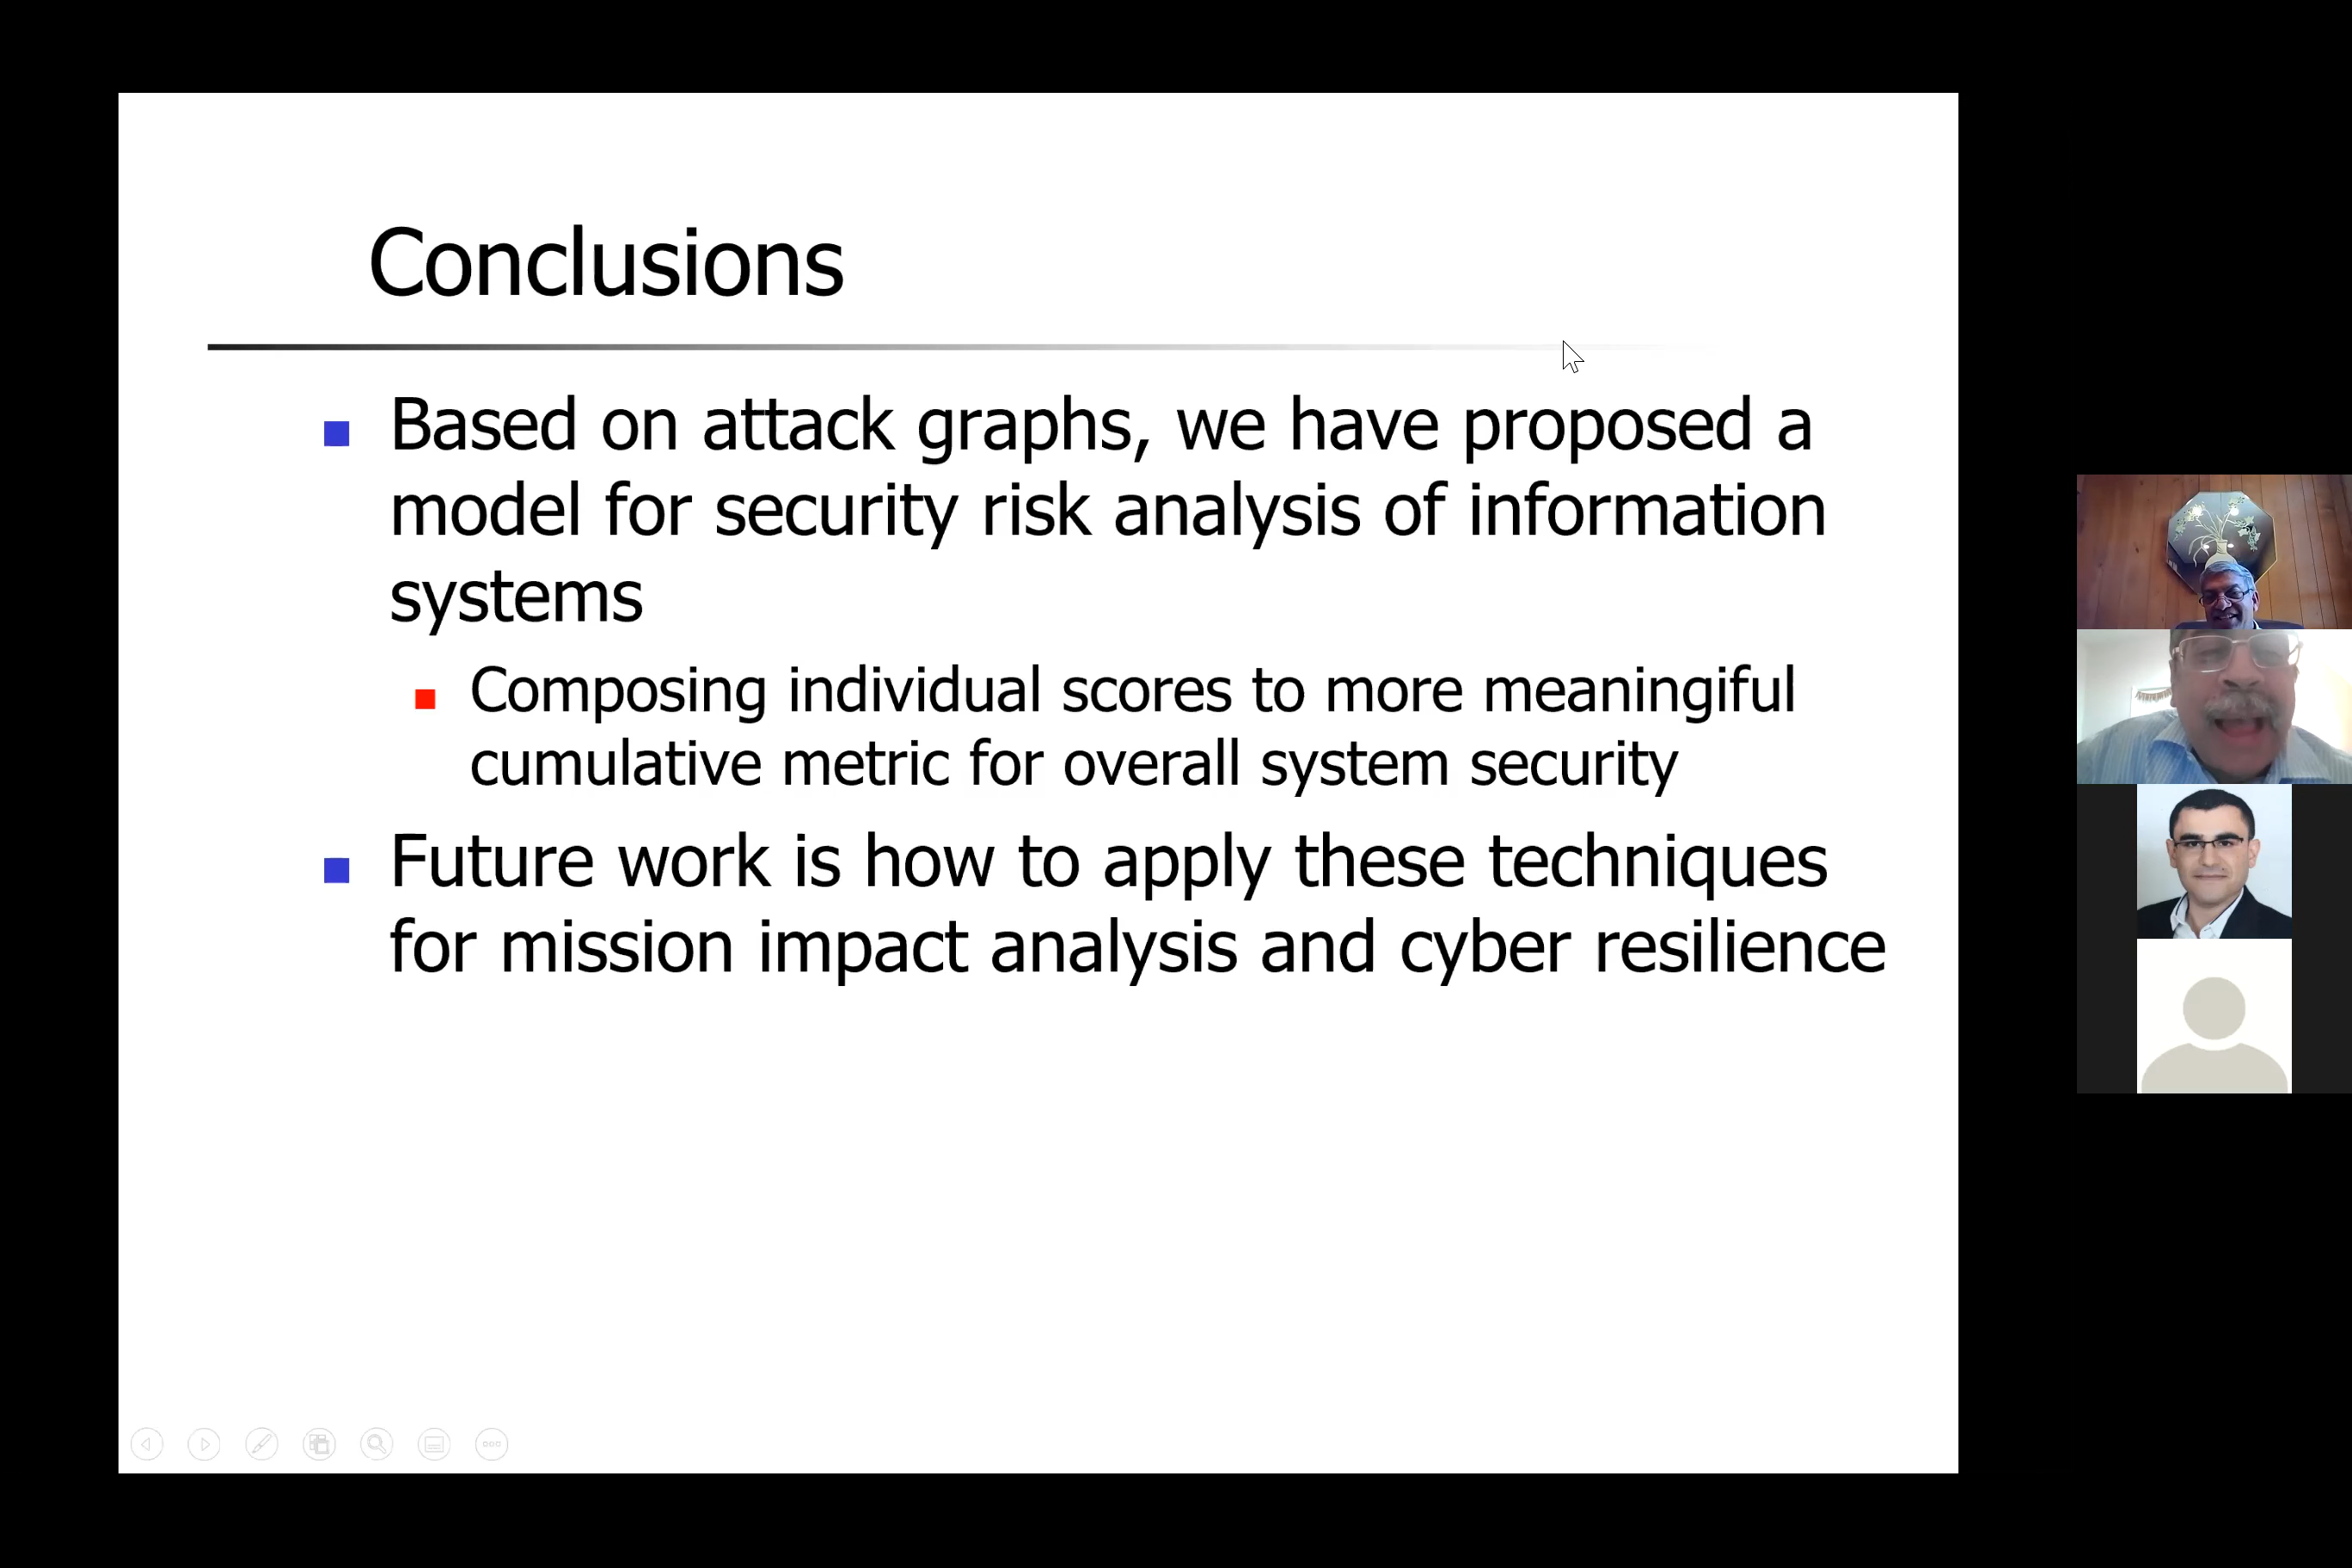 Conclusions
Based on attack graphs, we have proposed a
model for security risk analysis of information
systems
Composing individual scores to more meaningiful
cumulative metric for overall system security
Future work is how to apply these techniques
for mission impact analysis and cyber resilience